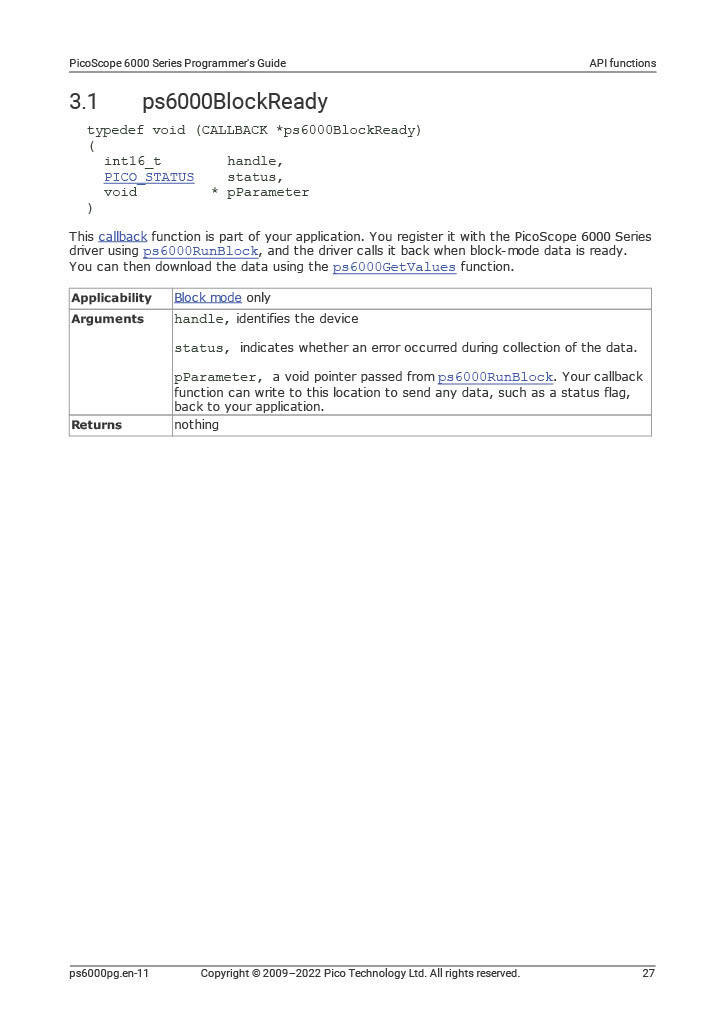 PicoScope 6000 Series Programmer's Guide API functions
3.1 ps6000BlockReady
typedef void (CALLBACK *ps6000BlockReady)
(
int16_t handle,
PICO_STATUS status,
void * pParameter
)
This callback function is part of your application. You register it with the PicoScope 6000 Series
driver using ps6000RunBlock, and the driver calls it back when block-mode data is ready.
You can then download the data using the ps6000GetValues function.
Applicability Block mode only
Arguments handle, identifies the device
status, indicates whether an error occurred during collection of the data.
pParameter, a void pointer passed from ps6000RunBlock. Your callback
function can write to this location to send any data, such as a status flag,
back to your application.
Returns nothing
ps6000pg.en-11 Copyright © 2009–2022 Pico Technology Ltd. All rights reserved. 27